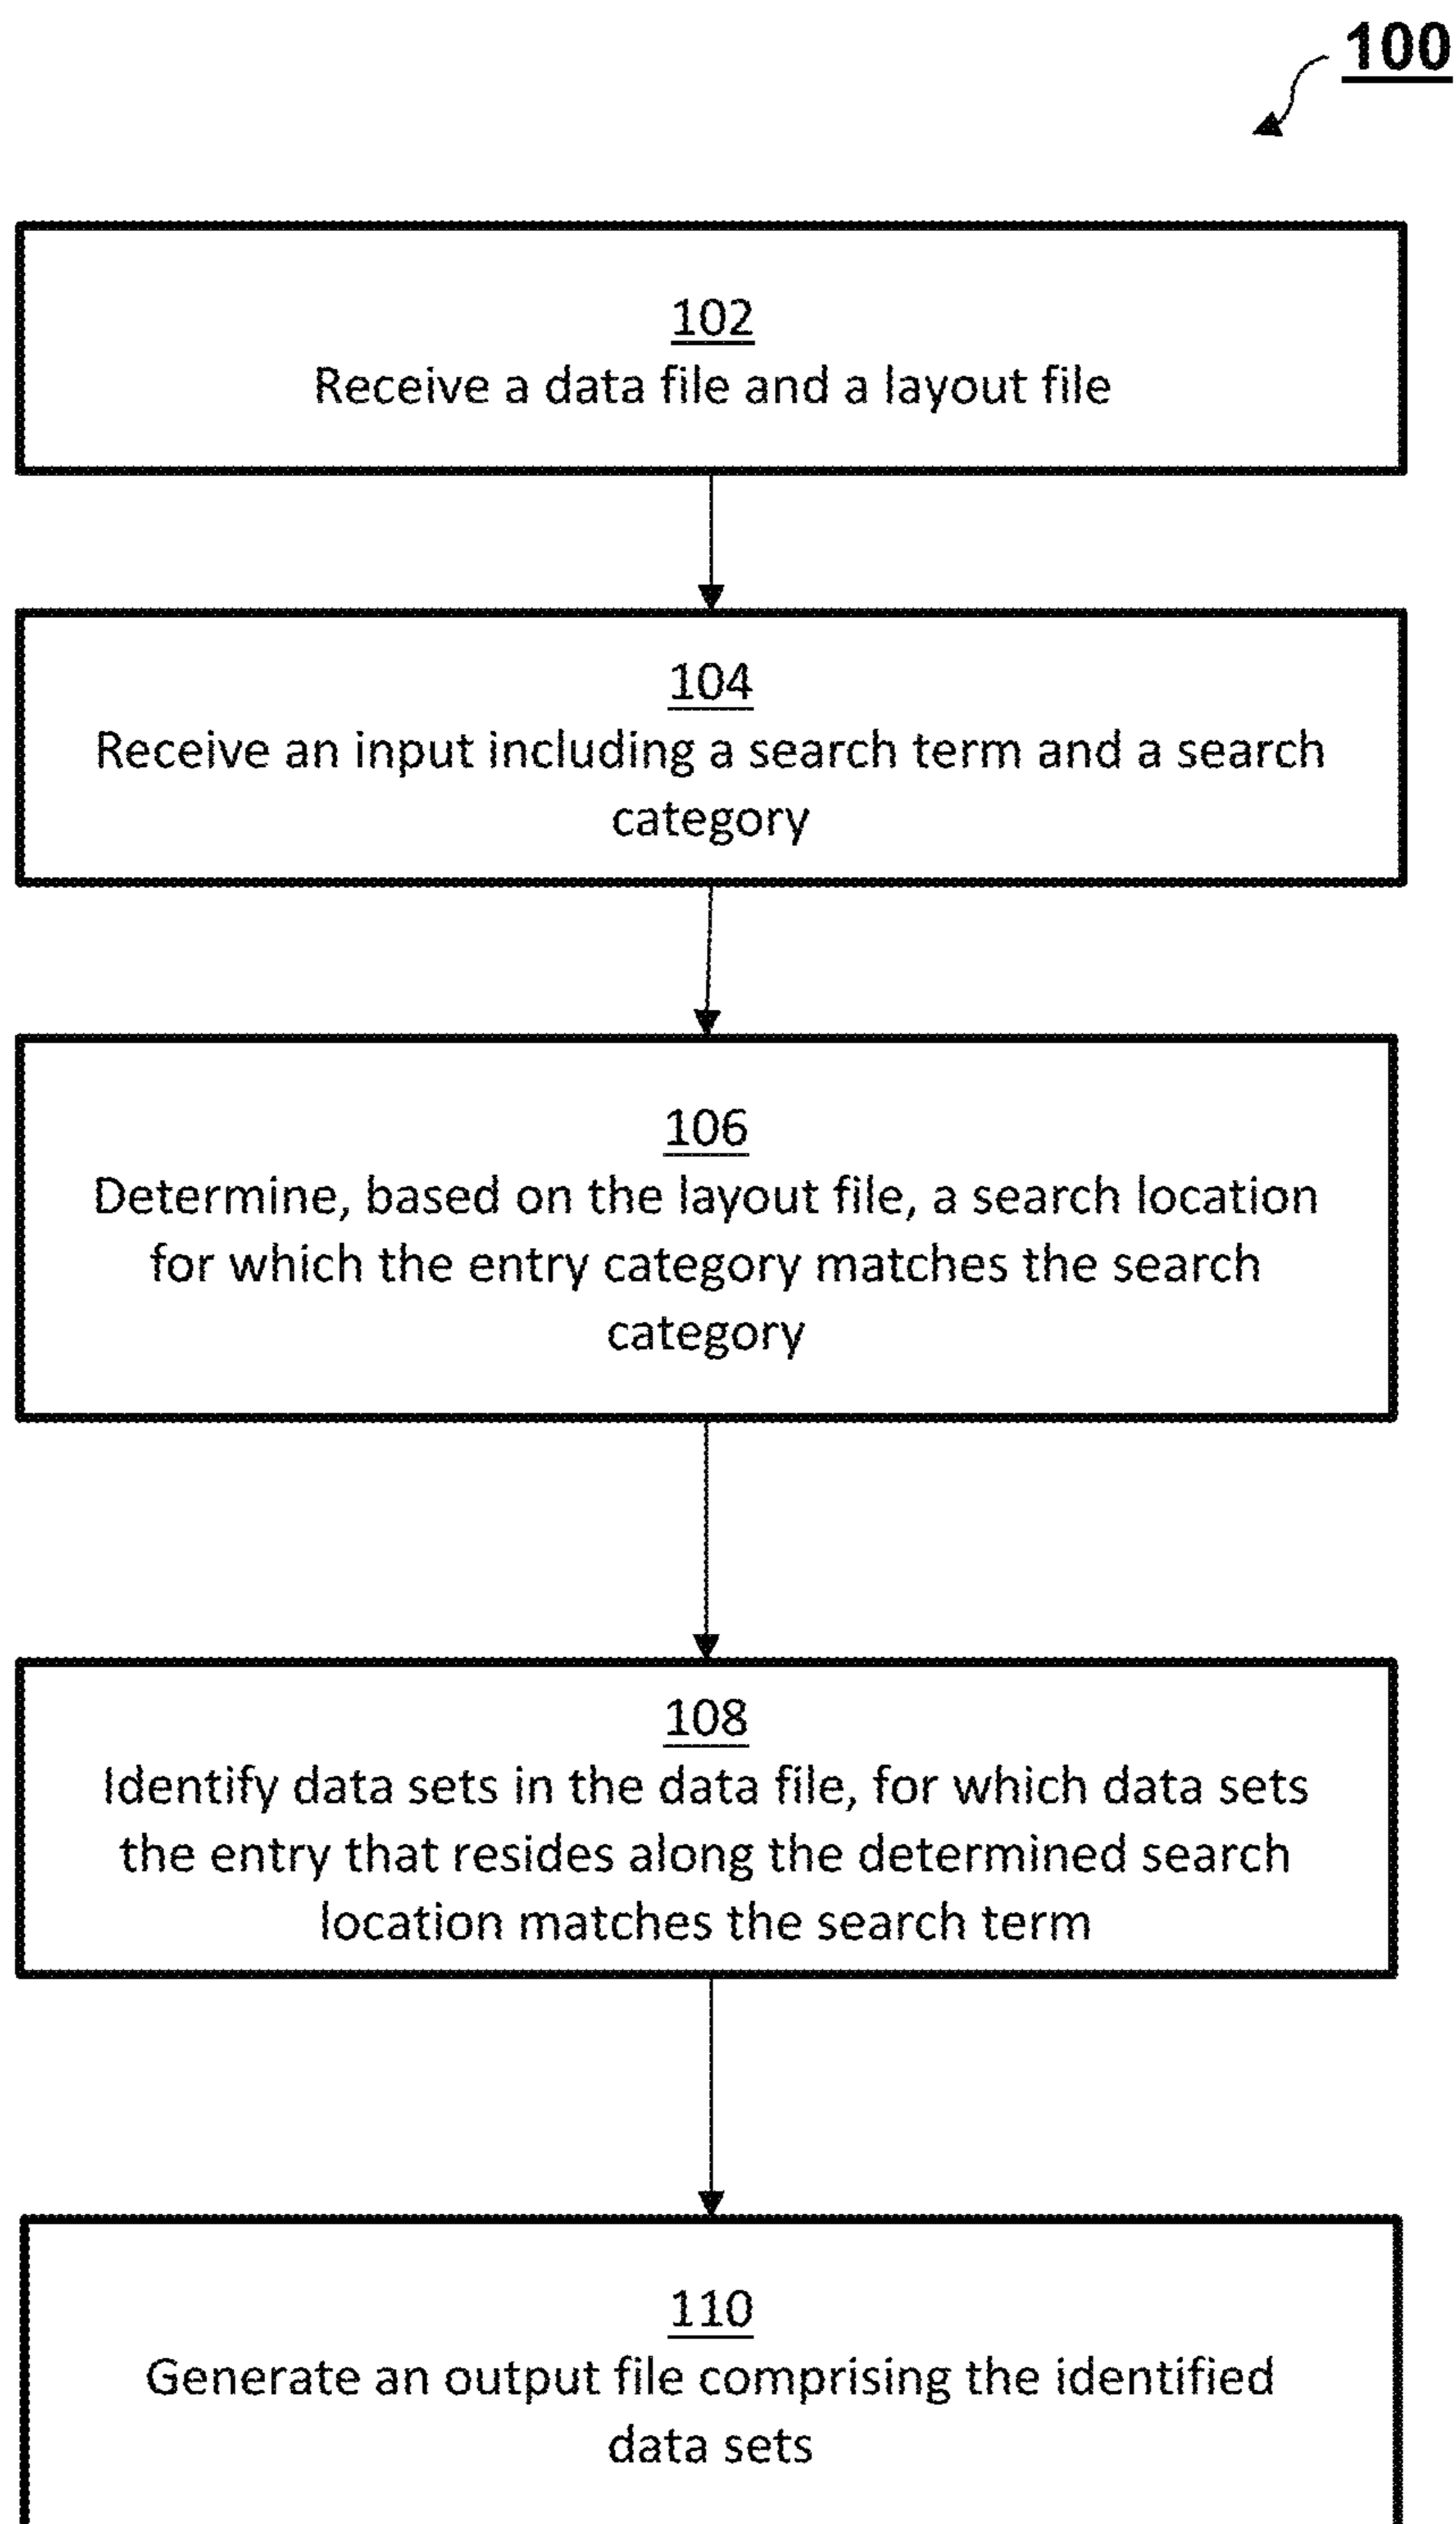 100
102
Receive a data file and a layout file
104
Receive an input including a search term and a search
category
106
Determine, based on the layout file, a search location
for which the entry category matches the search
category
108
Identify data sets in the data file, for which data sets
the entry that resides along the determined search
location matches the search term
110
Generate an output file comprising the identified
data sets